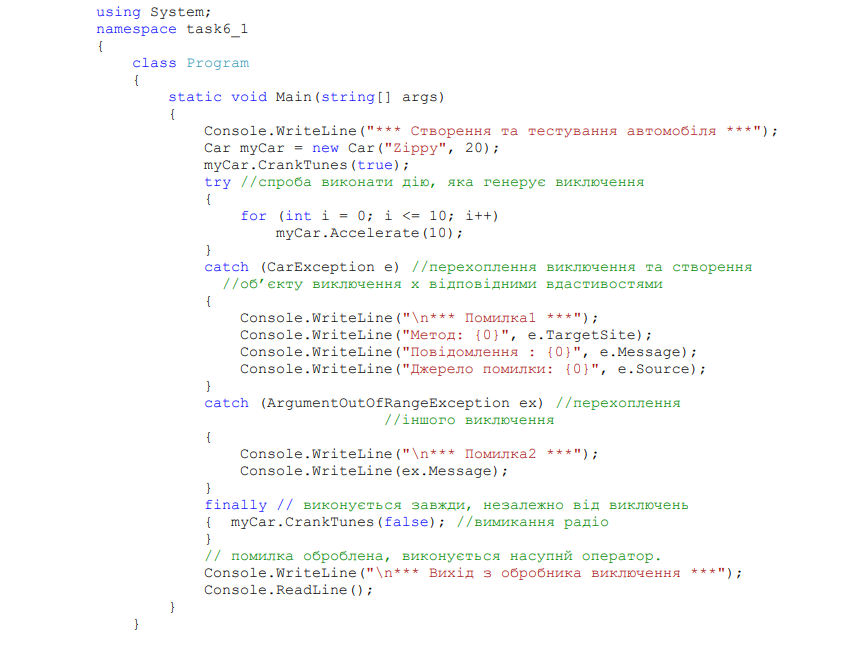 using System;
namespace task6_1
{
    class Program
    {
        static void Main(string[] args)
        {
            Console.WriteLine("*** Створення та тестування автомобіля ***");
            Car myCar = new Car("Zippy", 20);
            myCar.CrankTunes(true);
            try //спроба виконати дію, яка генерує виключення
            {
                for (int i = 0; i <= 10; i++)
                    myCar.Accelerate(10);
            }
            catch (CarException e) //перехоплення виключення та створення
              //об’єкту виключення х відповідними вдастивостями
            {
                Console.WriteLine("\n*** Помилка1 ***");
                Console.WriteLine("Метод: {0}", e.TargetSite);
                Console.WriteLine("Повідомлення : {0}", e.Message);
                Console.WriteLine("Джерело помилки: {0}", e.Source);
            }
            catch (ArgumentOutOfRangeException ex) //перехоплення
                                //іншого виключення
            {
                Console.WriteLine("\n*** Помилка2 ***");
                Console.WriteLine(ex.Message);
            }
            finally // виконується завжди, незалежно від виключень
            {  myCar.CrankTunes(false); //вимикання радіо
            }
            // помилка оброблена, виконується насупнй оператор.
            Console.WriteLine("\n*** Вихід з обробника виключення ***");
            Console.ReadLine();
        }
    }